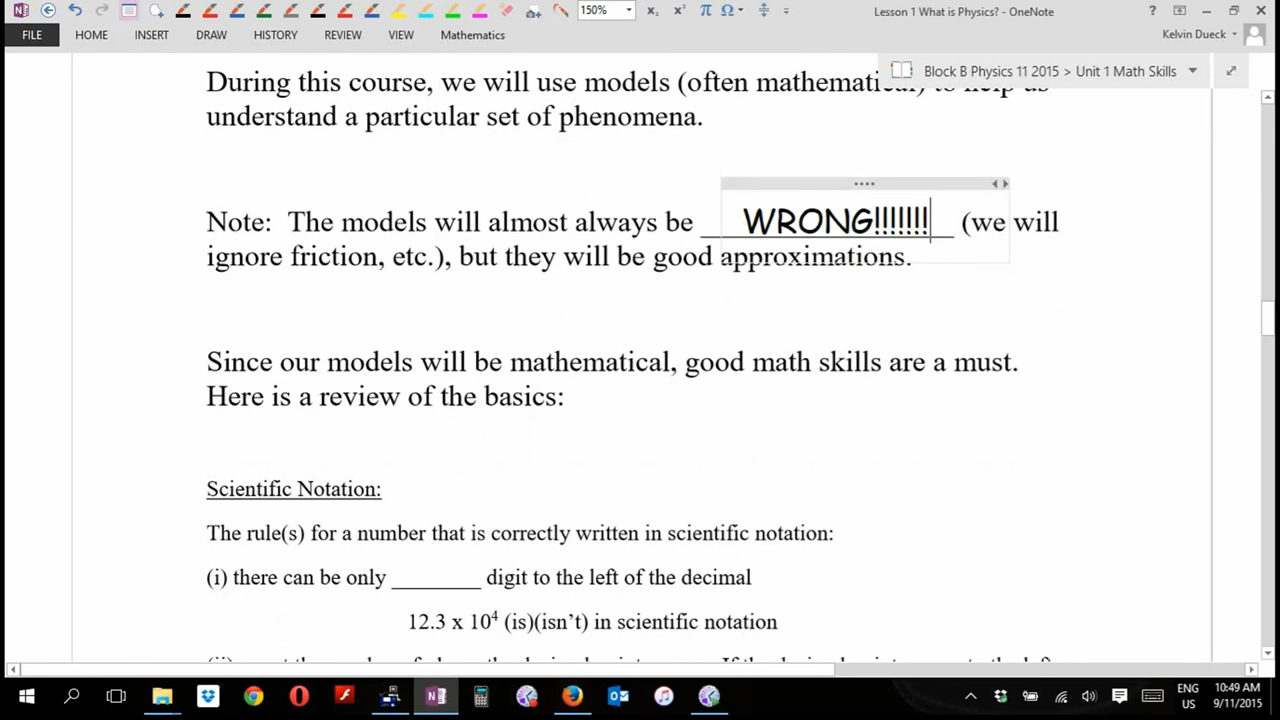 150%
Lesson 1 What is Physics? - OneNote
FILE HOME INSERT DRAW HISTORY REVIEW VIEW Mathematics
Kelvin Dueck
Block B Physics 11 2015 > Unit 1 Math Skills
During this course, we will use models (often mathematical) to help us
understand a particular set of phenomena.
Note: The models will almost always be WRONG!!!!!!! (we will
ignore friction, etc.), but they will be good approximations.
Since our models will be mathematical, good math skills are a must.
Here is a review of the basics:
Scientific Notation:
The rule(s) for a number that is correctly written in scientific notation:
(i) there can be only ________ digit to the left of the decimal
12.3 x 10⁴ (is)(isn't) in scientific notation
ENG 10:49 AM
US 9/11/2015